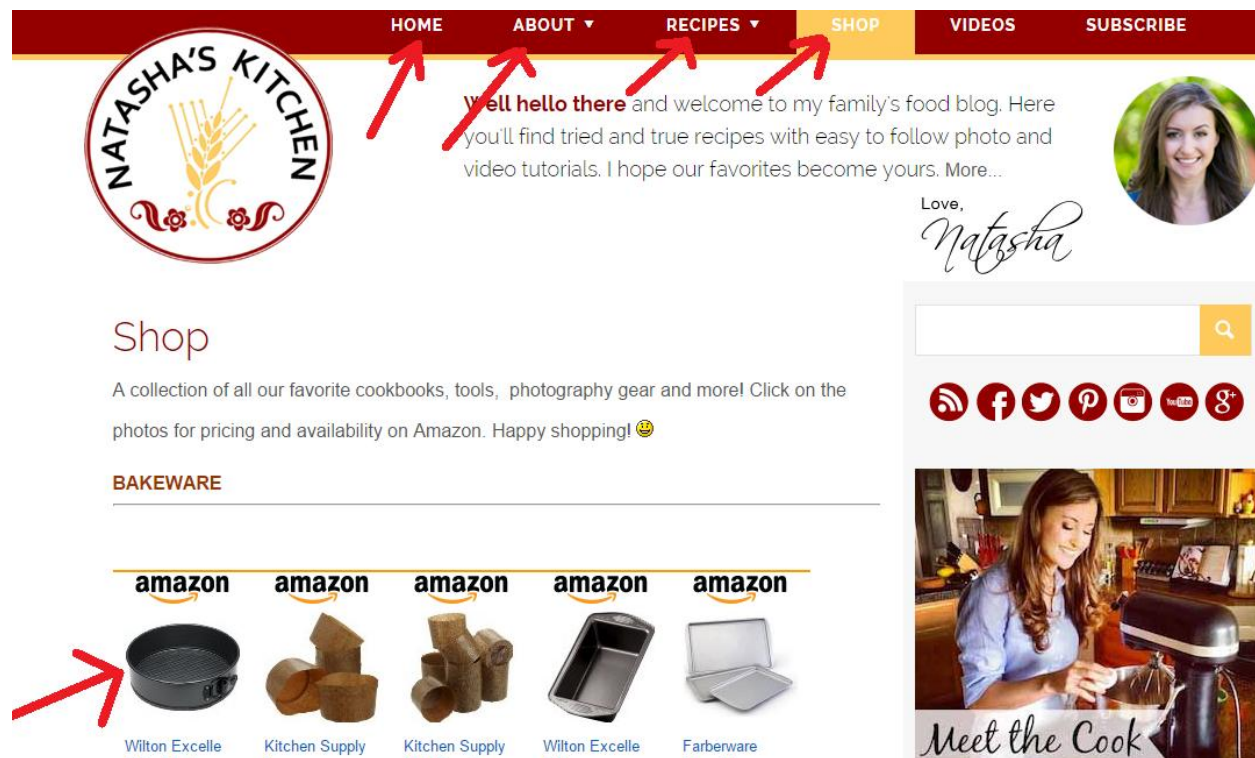 HOME ABOUT ▼ RECIPES ▼ SHOP VIDEOS SUBSCRIBE
NATASHA'S KITCHEN
Well hello there and welcome to my family's food blog. Here
you'll find tried and true recipes with easy to follow photo and
video tutorials. I hope our favorites become yours. More...
Love,
Natasha
Shop
A collection of all our favorite cookbooks, tools, photography gear and more! Click on the
photos for pricing and availability on Amazon. Happy shopping!
BAKEWARE
You Tube
g+
amazon amazon amazon amazon amazon
Wilton Excelle Kitchen Supply Kitchen Supply Wilton Excelle Farberware
Meet the Cook